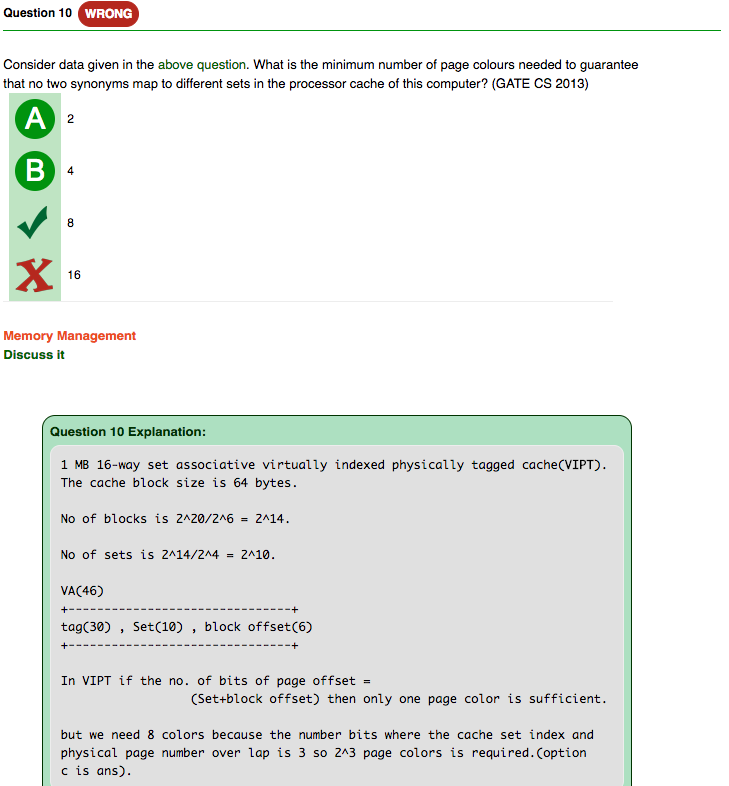 Question 10 WRONG
Consider data given in the above question. What is the minimum number of page colours needed to guarantee
that no two synonyms map to different sets in the processor cache of this computer? (GATE CS 2013)
A 2
B 4
8
X 16
Memory Management
Discuss it
Question 10 Explanation:
1 MB 16-way set associative virtually indexed physically tagged cache(VIPT).
The cache block size is 64 bytes.
No of blocks is 2^20/2^6 = 2^14.
No of sets is 2^14/2^4 = 2^10.
VA(46)
+-------------------------------+
tag(30) , Set(10) , block offset(6)
+-------------------------------+
In VIPT if the no. of bits of page offset =
(Set+block offset) then only one page color is sufficient.
but we need 8 colors because the number bits where the cache set index and
physical page number over lap is 3 so 2^3 page colors is required.(option
c is ans).